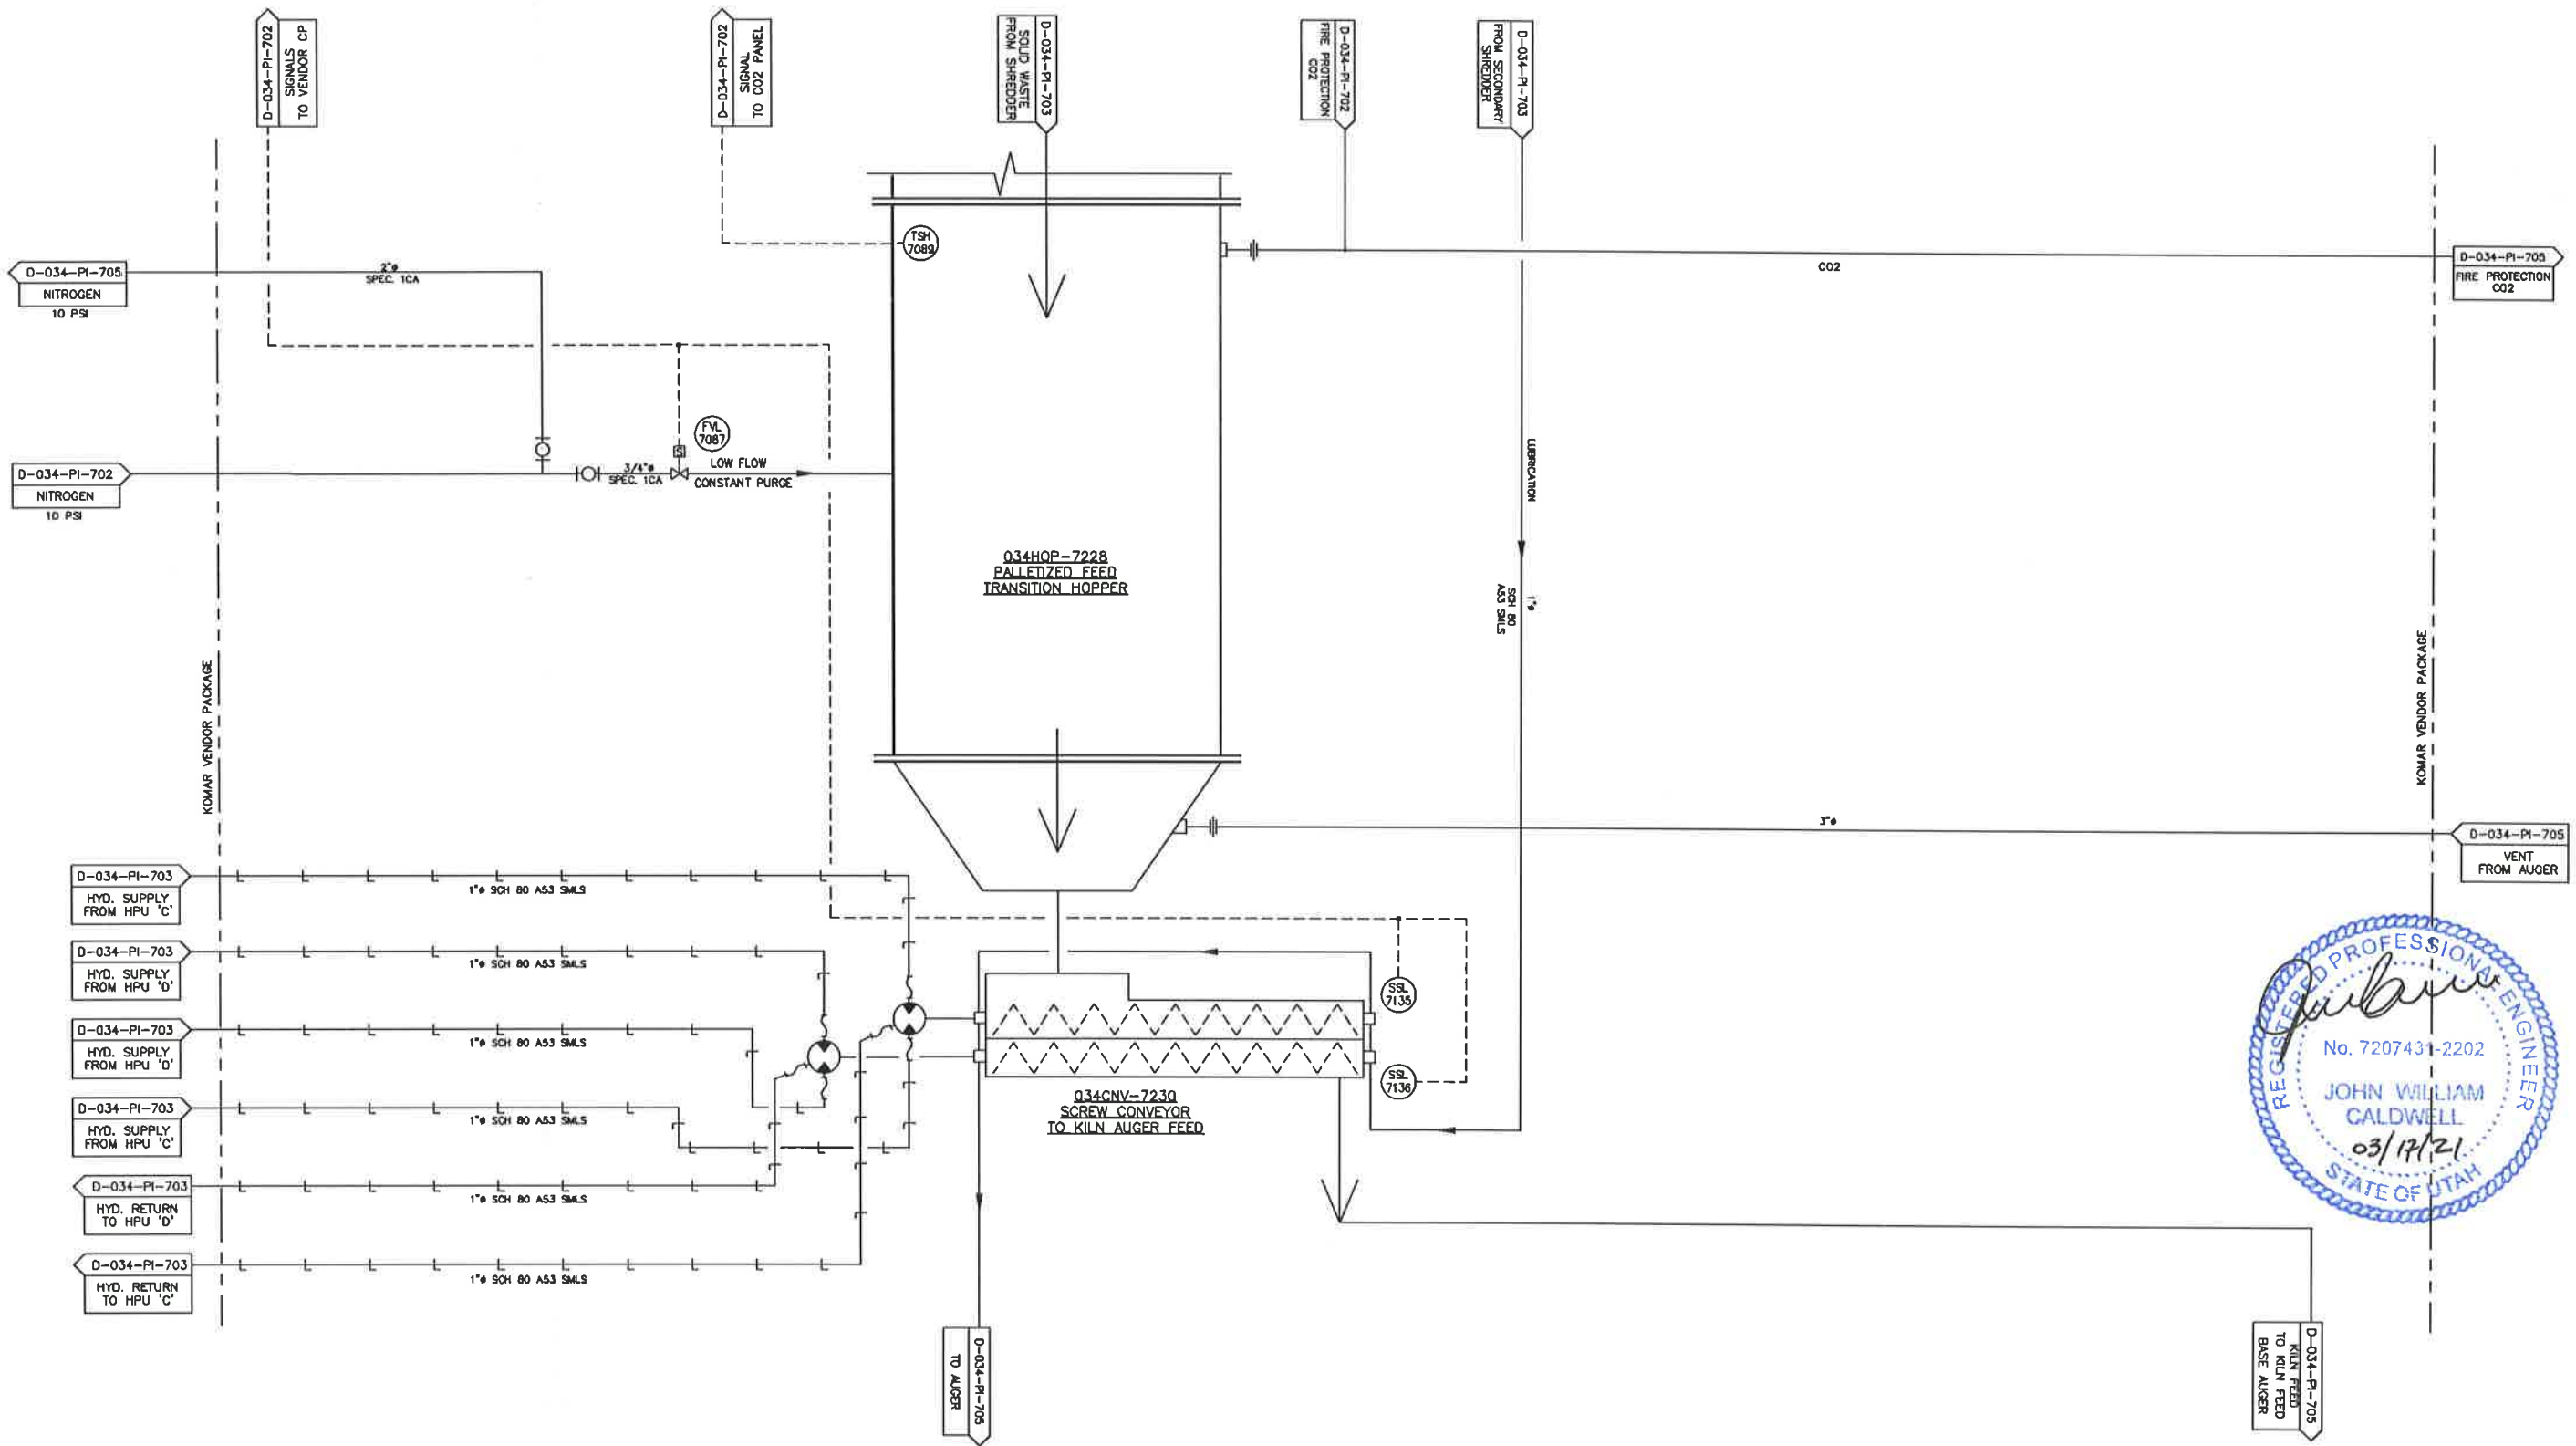 D-034-PI-702
SIGNALS
TO VENDOR CP
D-034-PI-702
SIGNAL
TO CO2 PANEL
D-034-PI-703
SOLID WASTE
FROM SHREDDER
D-034-PI-702
FIRE PROTECTION
CO2
D-034-PI-703
FROM SECONDARY
SHREDDER
D-034-PI-705
NITROGEN
10 PSI
2"ø
SPEC. 1CA
TSH
7089
CO2
D-034-PI-705
FIRE PROTECTION
CO2
D-034-PI-702
NITROGEN
10 PSI
3/4"ø
SPEC. 1CA
FVL
7087
S
LOW FLOW
CONSTANT PURGE
LUBRICATION
1"ø
SCH 80
A53 SMLS
034HOP-7228
PALLETIZED FEED
TRANSITION HOPPER
KOMAR VENDOR PACKAGE
KOMAR VENDOR PACKAGE
3"ø
D-034-PI-705
VENT
FROM AUGER
D-034-PI-703
HYD. SUPPLY
FROM HPU 'C'
1"ø SCH 80 A53 SMLS
D-034-PI-703
HYD. SUPPLY
FROM HPU 'D'
1"ø SCH 80 A53 SMLS
D-034-PI-703
HYD. SUPPLY
FROM HPU 'D'
1"ø SCH 80 A53 SMLS
D-034-PI-703
HYD. SUPPLY
FROM HPU 'C'
1"ø SCH 80 A53 SMLS
D-034-PI-703
HYD. RETURN
TO HPU 'D'
1"ø SCH 80 A53 SMLS
D-034-PI-703
HYD. RETURN
TO HPU 'C'
1"ø SCH 80 A53 SMLS
SSL
7135
SSL
7136
034CNV-7230
SCREW CONVEYOR
TO KILN AUGER FEED
D-034-PI-705
TO AUGER
D-034-PI-705
KILN FEED
TO KILN FEED
BASE AUGER
REGISTERED PROFESSIONAL ENGINEER
No. 7207431-2202
JOHN WILLIAM
CALDWELL
03/17/21
STATE OF UTAH